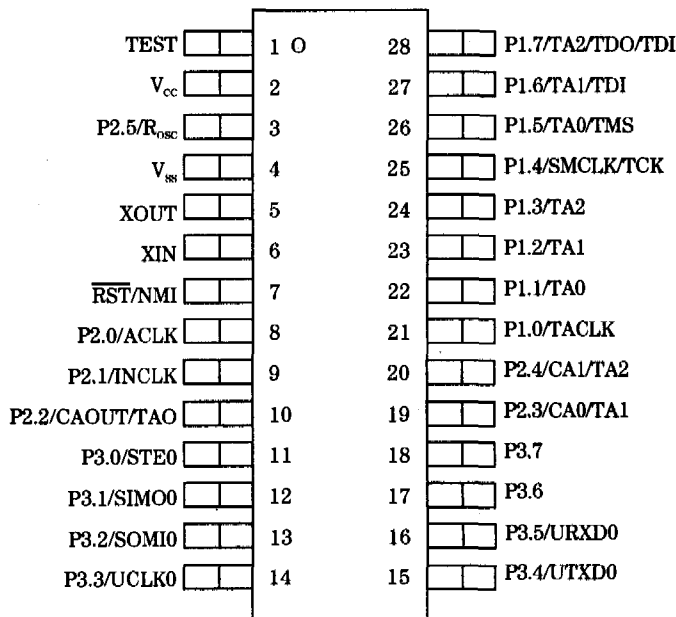 TEST 1 O 28 P1.7/TA2/TDO/TDI
Vcc 2 27 P1.6/TA1/TDI
P2.5/Rosc 3 26 P1.5/TA0/TMS
Vss 4 25 P1.4/SMCLK/TCK
XOUT 5 24 P1.3/TA2
XIN 6 23 P1.2/TA1
R̅S̅T̅/NMI 7 22 P1.1/TA0
P2.0/ACLK 8 21 P1.0/TACLK
P2.1/INCLK 9 20 P2.4/CA1/TA2
P2.2/CAOUT/TAO 10 19 P2.3/CA0/TA1
P3.0/STE0 11 18 P3.7
P3.1/SIMO0 12 17 P3.6
P3.2/SOMI0 13 16 P3.5/URXD0
P3.3/UCLK0 14 15 P3.4/UTXD0